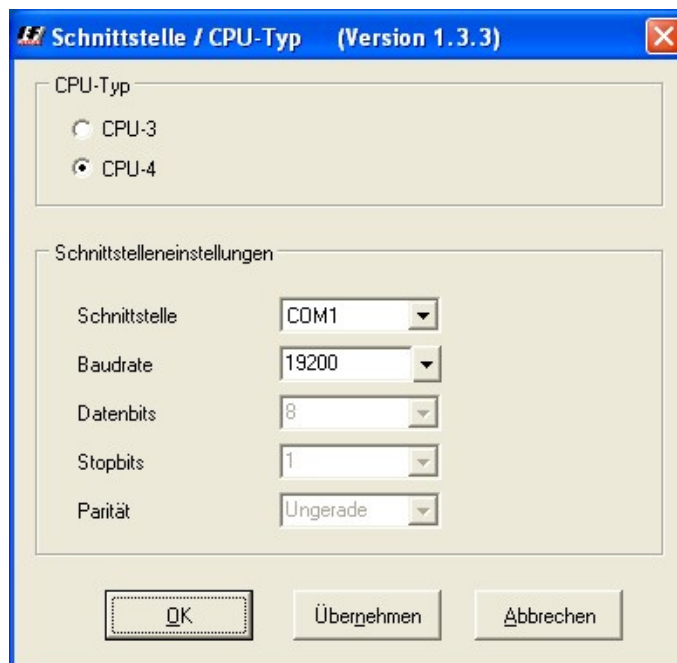 Schnittstelle / CPU-Typ (Version 1.3.3)
CPU-Typ
CPU-3
CPU-4
Schnittstelleneinstellungen
Schnittstelle COM1
Baudrate 19200
Datenbits 8
Stopbits 1
Parität Ungerade
OK Übernehmen Abbrechen